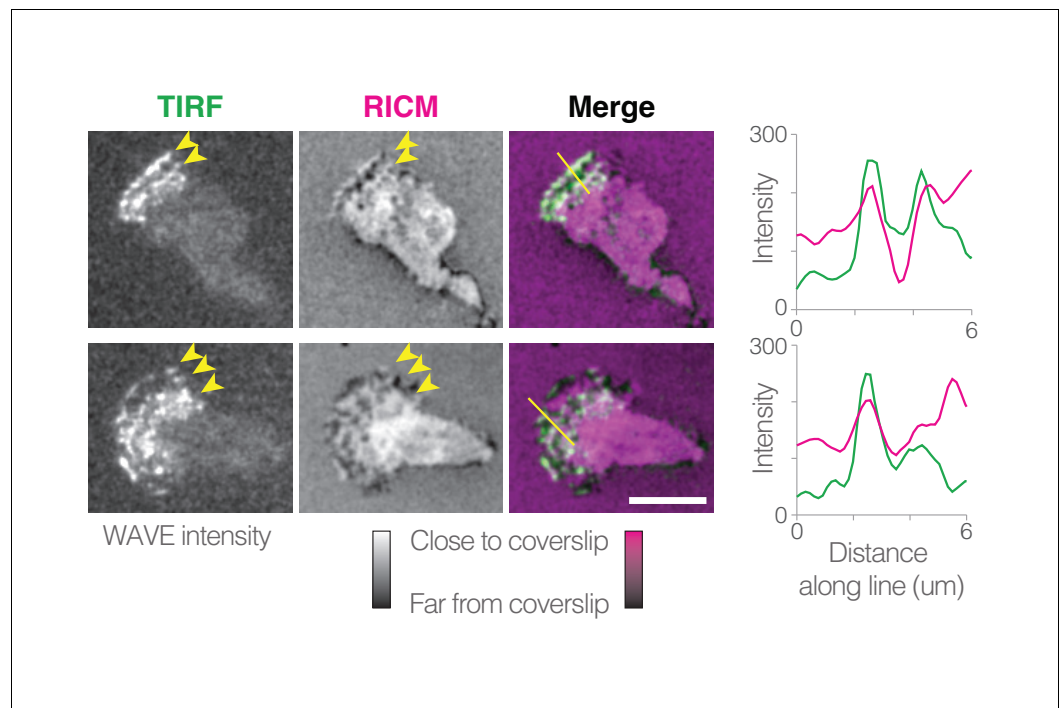 TIRF
RICM
Merge
300
Intensity
0
0
6
300
Intensity
0
0
6
WAVE intensity
Close to coverslip
Far from coverslip
Distance
along line (um)